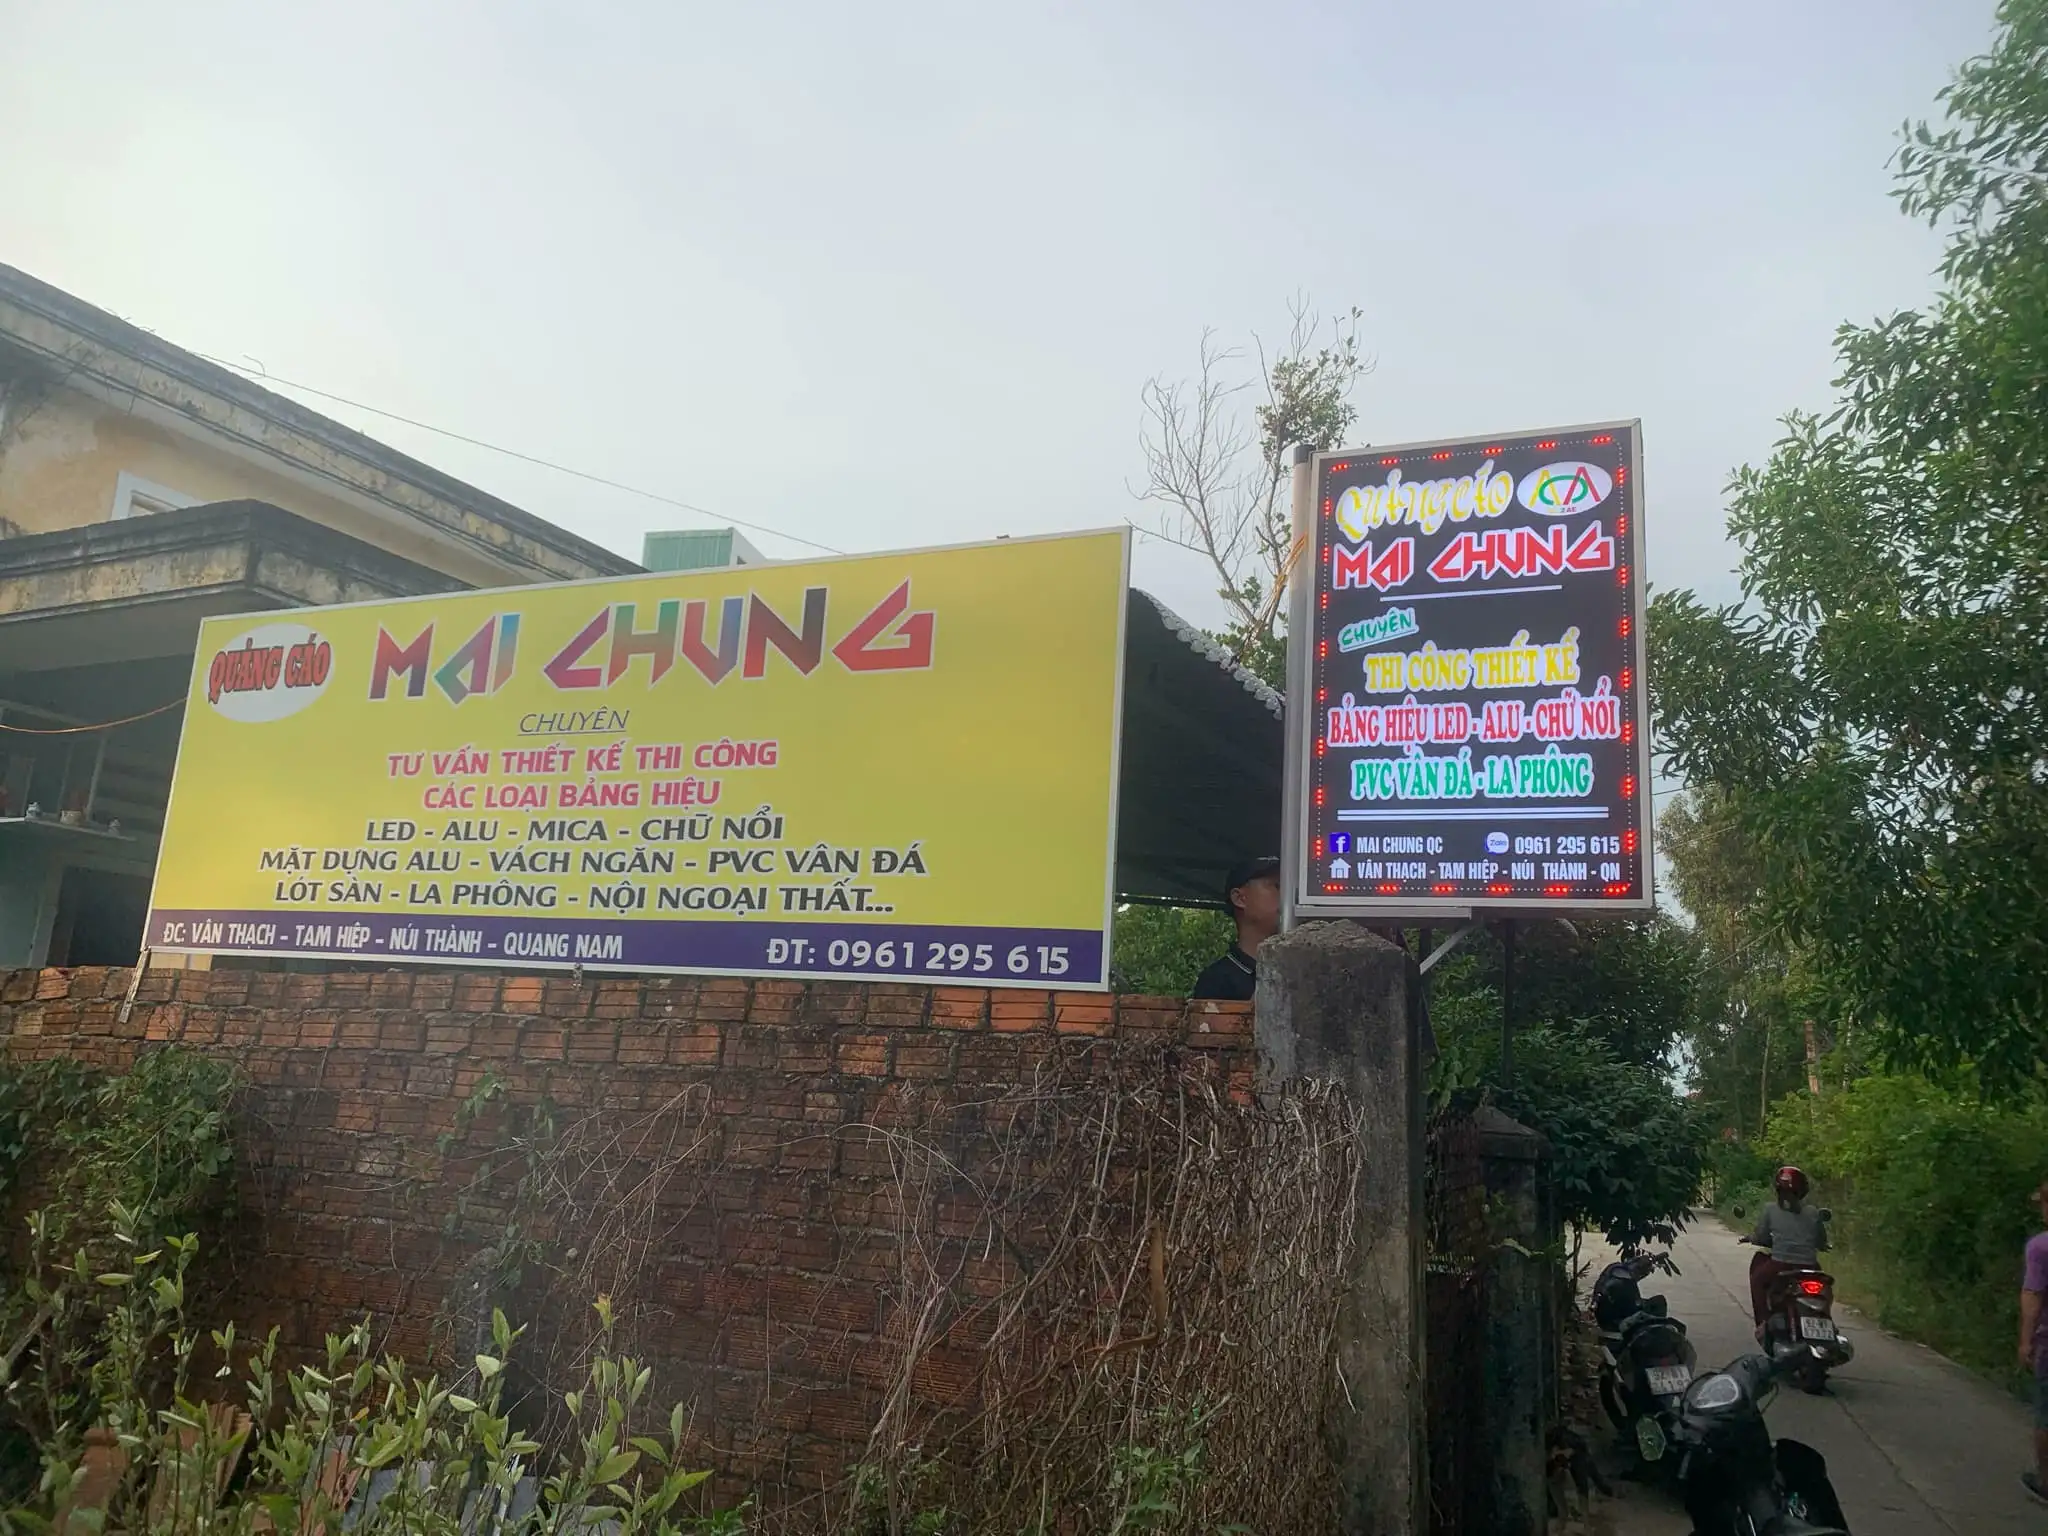 QUẢNG CÁO
MAI CHUNG
CHUYÊN
TƯ VẤN THIẾT KẾ THI CÔNG
CÁC LOẠI BẢNG HIỆU
LED - ALU - MICA - CHỮ NỔI
MẶT DỰNG ALU - VÁCH NGĂN - PVC VÂN ĐÁ
LÓT SÀN - LA PHÔNG - NỘI NGOẠI THẤT...
ĐC: VÂN THẠCH - TAM HIỆP - NÚI THÀNH - QUANG NAM
ĐT: 0961 295 615
QUẢNG CÁO
MAI CHUNG
CHUYÊN
THI CÔNG THIẾT KẾ
BẢNG HIỆU LED - ALU - CHỮ NỔI
PVC VÂN ĐÁ - LA PHÔNG
f MAI CHUNG QC
Zalo 0961 295 615
VÂN THẠCH - TAM HIỆP - NÚI THÀNH - QN